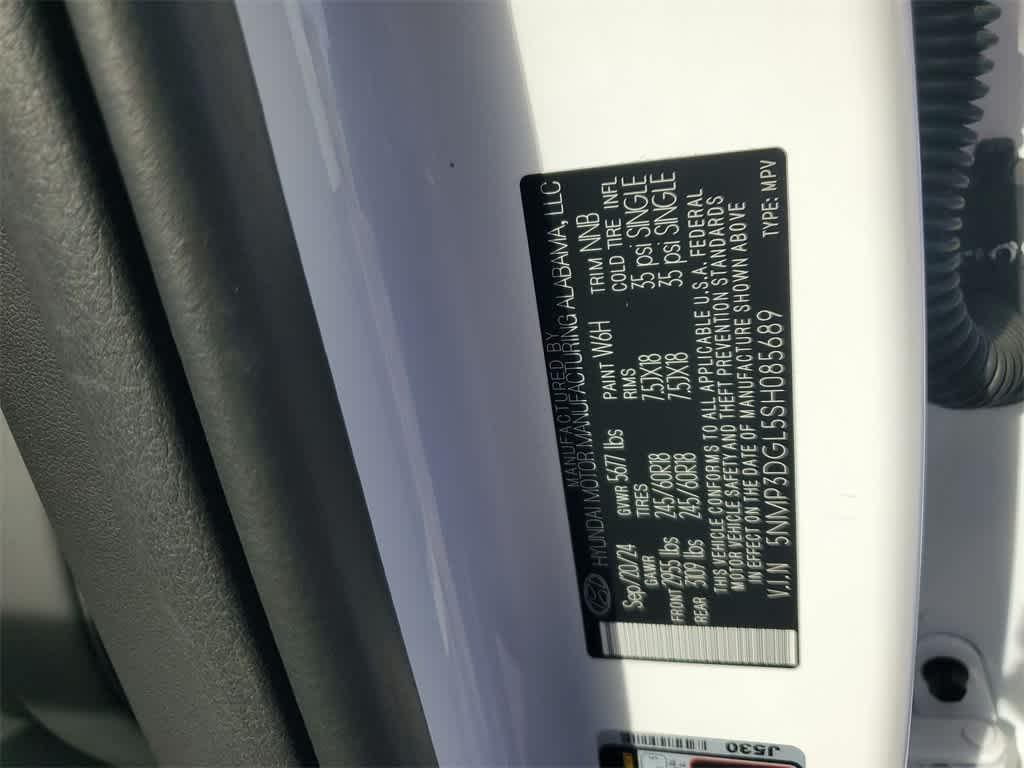 MANUFACTURED BY
HYUNDAI MOTOR MANUFACTURING ALABAMA, LLC
Sep/20/24 GVWR 5677 lbs PAINT W6H TRIM NNB
GAWR TIRES RIMS COLD TIRE INFL
FRONT 2955 lbs 245/60R18 7.5JX18 35 psi SINGLE
REAR 3109 lbs 245/60R18 7.5JX18 35 psi SINGLE
THIS VEHICLE CONFORMS TO ALL APPLICABLE U.S.A. FEDERAL
MOTOR VEHICLE SAFETY AND THEFT PREVENTION STANDARDS
IN EFFECT ON THE DATE OF MANUFACTURE SHOWN ABOVE
V.I.N 5NMP3DGL5SH085689 TYPE: MPV
J530